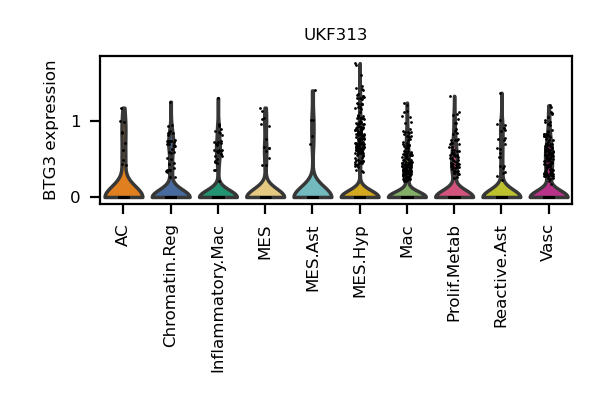 UKF313
BTG3 expression
1
0
AC
Chromatin.Reg
Inflammatory.Mac
MES
MES.Ast
MES.Hyp
Mac
Prolif.Metab
Reactive.Ast
Vasc